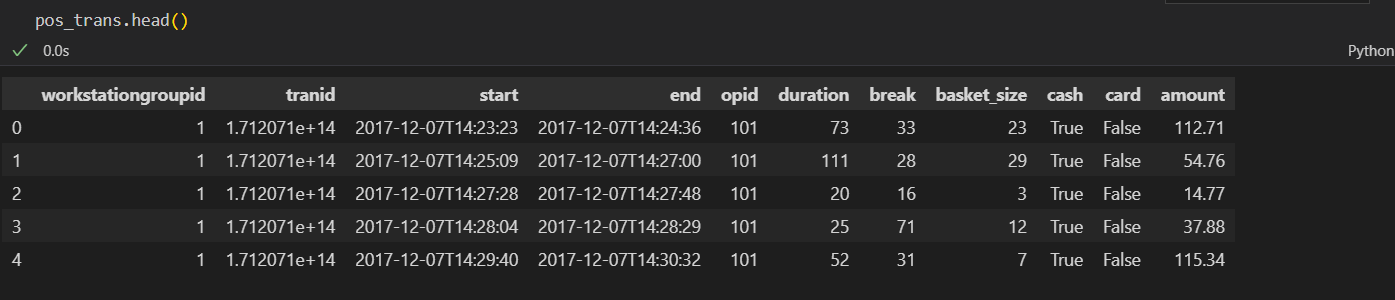 pos_trans.head()
0.0s
Python
workstationgroupid tranid start end opid duration break basket_size cash card amount
0 1 1.712071e+14 2017-12-07T14:23:23 2017-12-07T14:24:36 101 73 33 23 True False 112.71
1 1 1.712071e+14 2017-12-07T14:25:09 2017-12-07T14:27:00 101 111 28 29 True False 54.76
2 1 1.712071e+14 2017-12-07T14:27:28 2017-12-07T14:27:48 101 20 16 3 True False 14.77
3 1 1.712071e+14 2017-12-07T14:28:04 2017-12-07T14:28:29 101 25 71 12 True False 37.88
4 1 1.712071e+14 2017-12-07T14:29:40 2017-12-07T14:30:32 101 52 31 7 True False 115.34